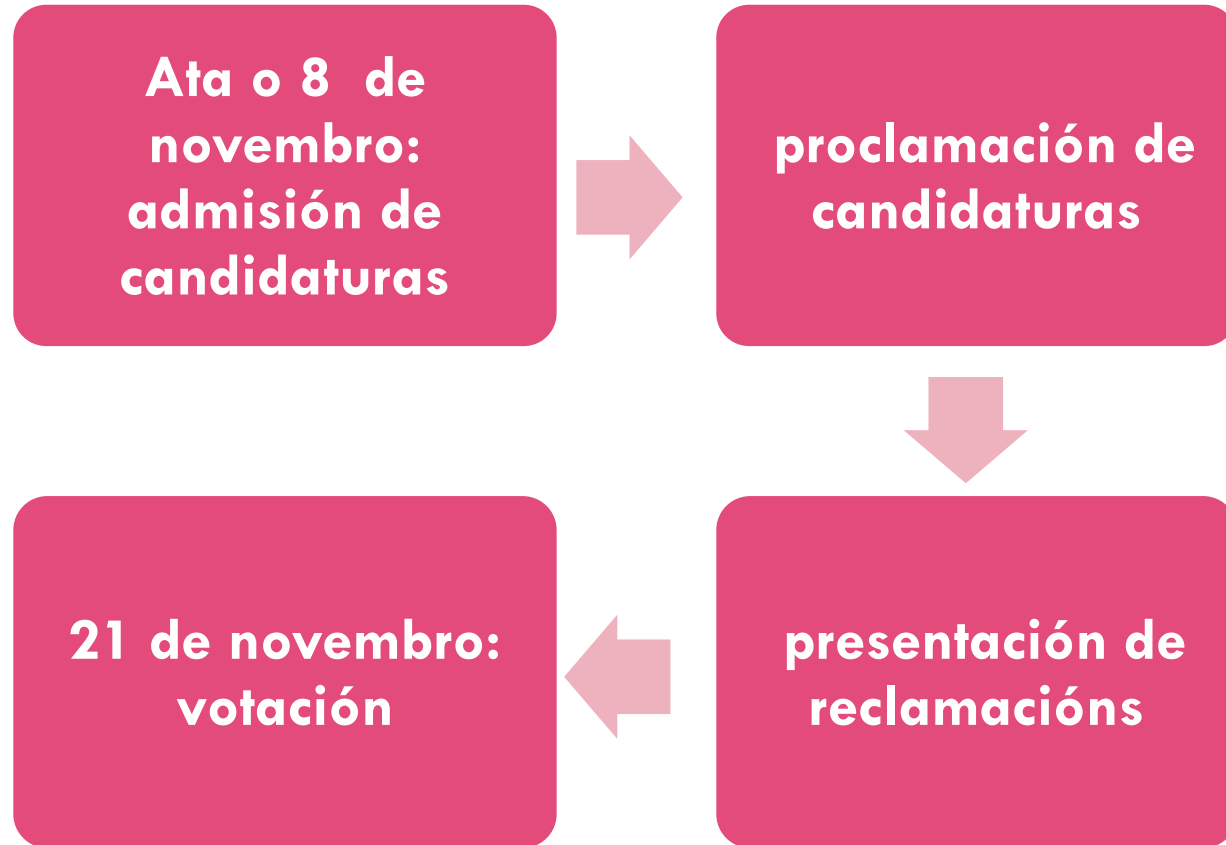 Ata o 8 de
novembro:
admisión de
candidaturas
proclamación de
candidaturas
presentación de
reclamacións
21 de novembro:
votación